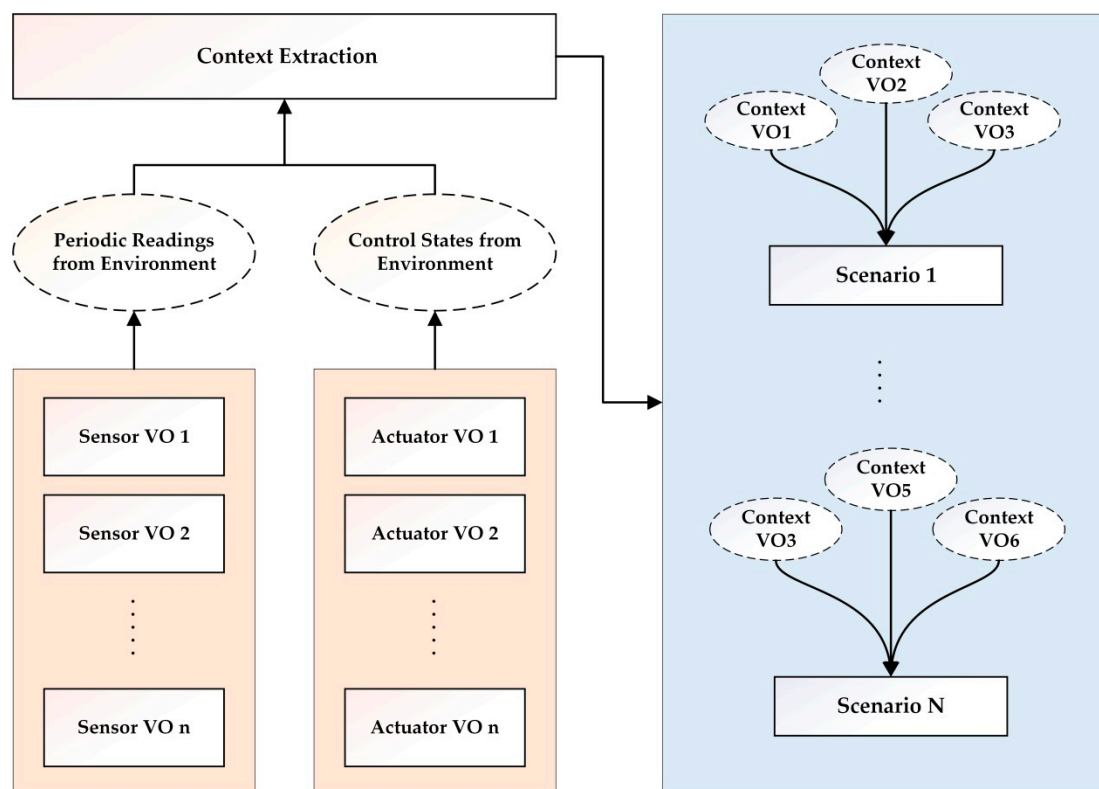 Context Extraction
Periodic Readings
from Environment
Control States from
Environment
Sensor VO 1
Sensor VO 2
Sensor VO n
Actuator VO 1
Actuator VO 2
Actuator VO n
Context
VO1
Context
VO2
Context
VO3
Scenario 1
Context
VO3
Context
VO5
Context
VO6
Scenario N